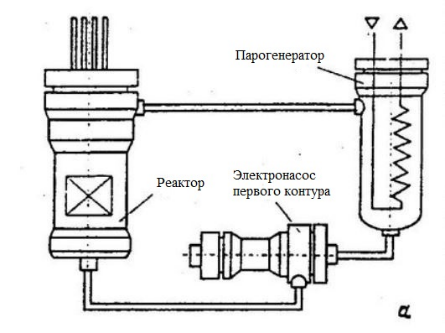 Парогенератор
Электронасос
первого контура
Реактор
а